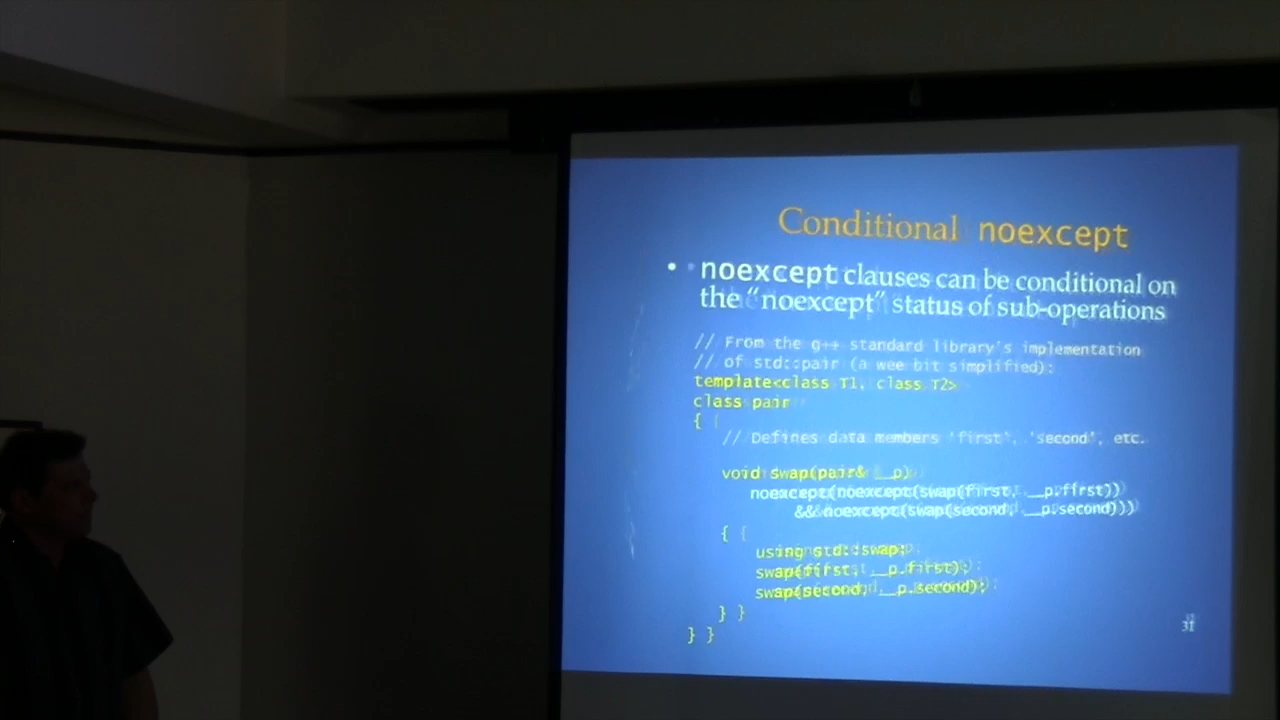 Conditional noexcept
• noexcept clauses can be conditional on
the “noexcept” status of sub-operations
// From the g++ standard library's implementation
// of std::pair (a wee bit simplified):
template<class T1, class T2>
class pair
{
// Defines data members 'first', 'second', etc.
void swap(pair& __p)
noexcept(noexcept(swap(first, __p.first))
&& noexcept(swap(second, __p.second)))
{
using std::swap;
swap(first, __p.first);
swap(second, __p.second);
}
}
31